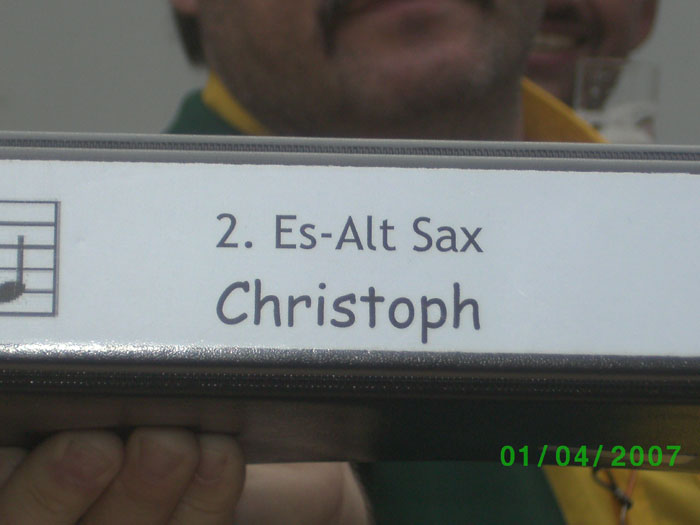 2. Es-Alt Sax
Christoph
01/04/2007